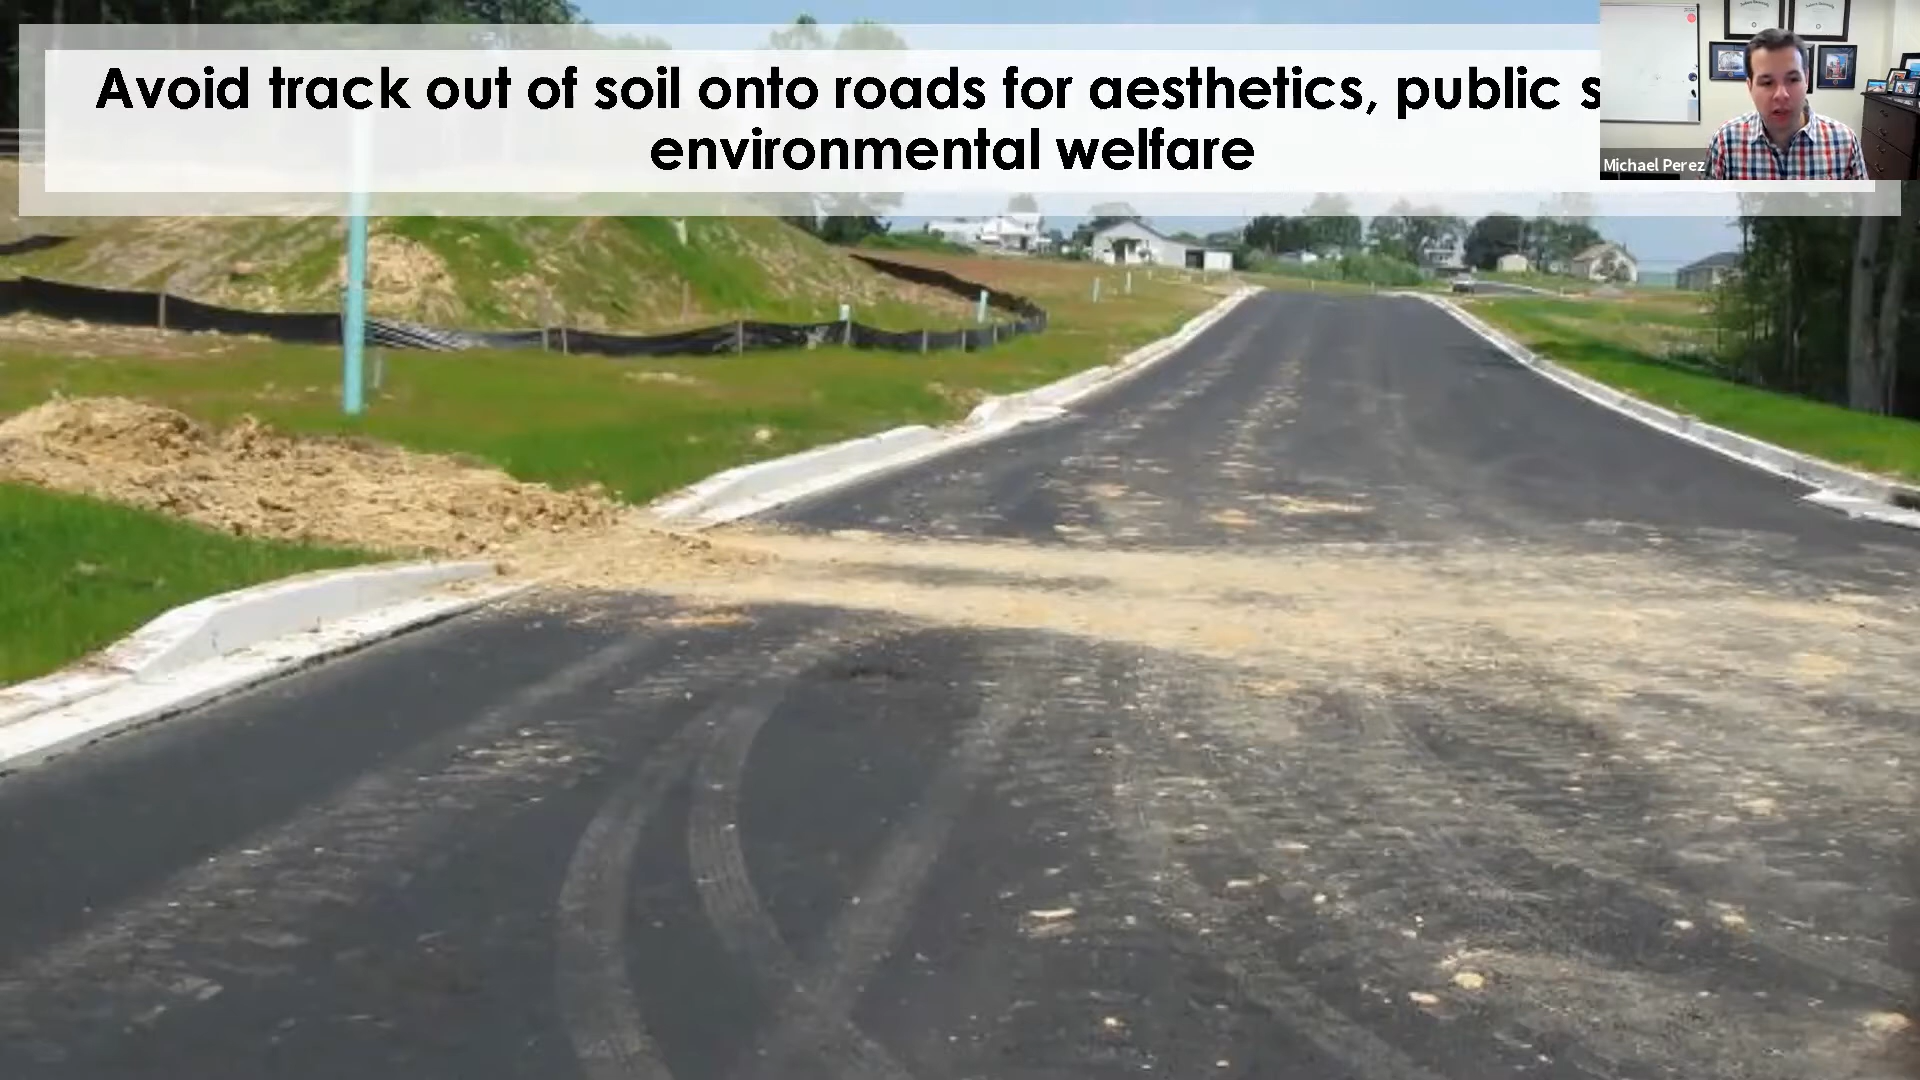 Avoid track out of soil onto roads for aesthetics, public s
environmental welfare
Michael Perez